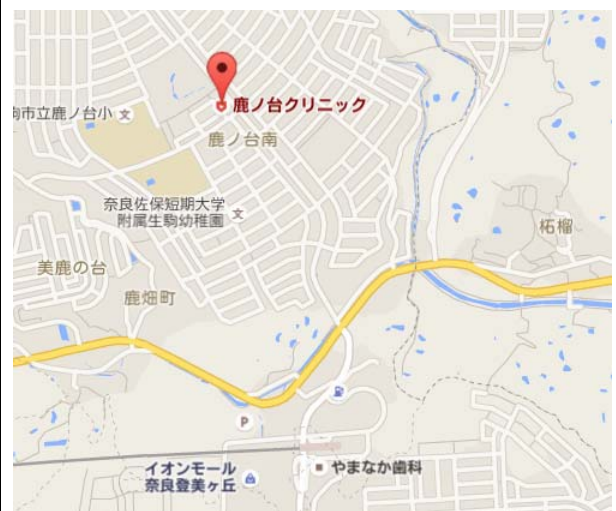 鹿ノ台クリニック
駒市立鹿ノ台小
鹿ノ台南
奈良佐保短期大学
附属生駒幼稚園
柘榴
美鹿の台
鹿畑町
P
イオンモール
奈良登美ヶ丘
やまなか歯科